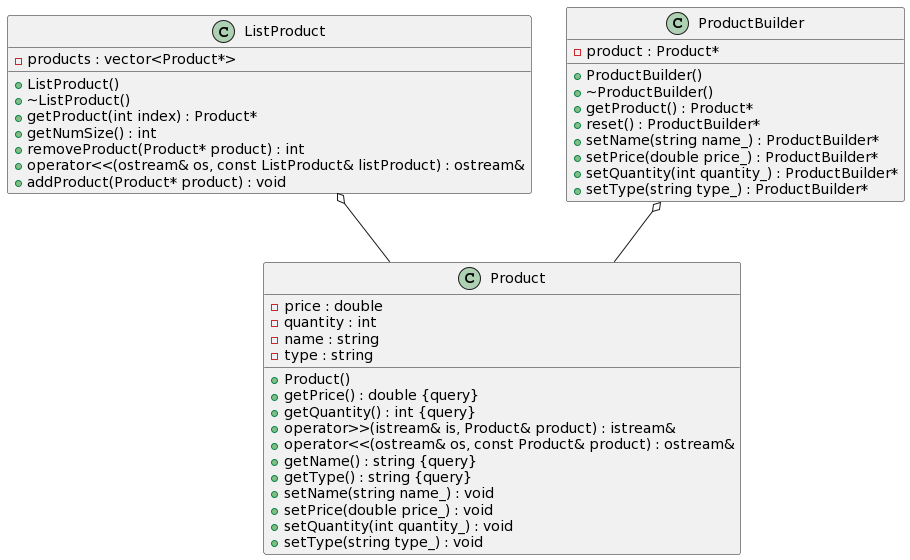 C ListProduct
products : vector<Product*>
ListProduct()
~ListProduct()
getProduct(int index) : Product*
getNumSize() : int
removeProduct(Product* product) : int
operator<<(ostream& os, const ListProduct& listProduct) : ostream&
addProduct(Product* product) : void
C ProductBuilder
product : Product*
ProductBuilder()
~ProductBuilder()
getProduct() : Product*
reset() : ProductBuilder*
setName(string name_) : ProductBuilder*
setPrice(double price_) : ProductBuilder*
setQuantity(int quantity_) : ProductBuilder*
setType(string type_) : ProductBuilder*
C Product
price : double
quantity : int
name : string
type : string
Product()
getPrice() : double {query}
getQuantity() : int {query}
operator>>(istream& is, Product& product) : istream&
operator<<(ostream& os, const Product& product) : ostream&
getName() : string {query}
getType() : string {query}
setName(string name_) : void
setPrice(double price_) : void
setQuantity(int quantity_) : void
setType(string type_) : void